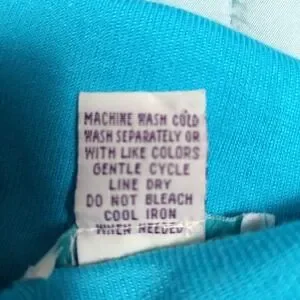 MACHINE WASH COLD
WASH SEPARATELY OR
WITH LIKE COLORS
GENTLE CYCLE
LINE DRY
DO NOT BLEACH
COOL IRON
WHEN NEEDED